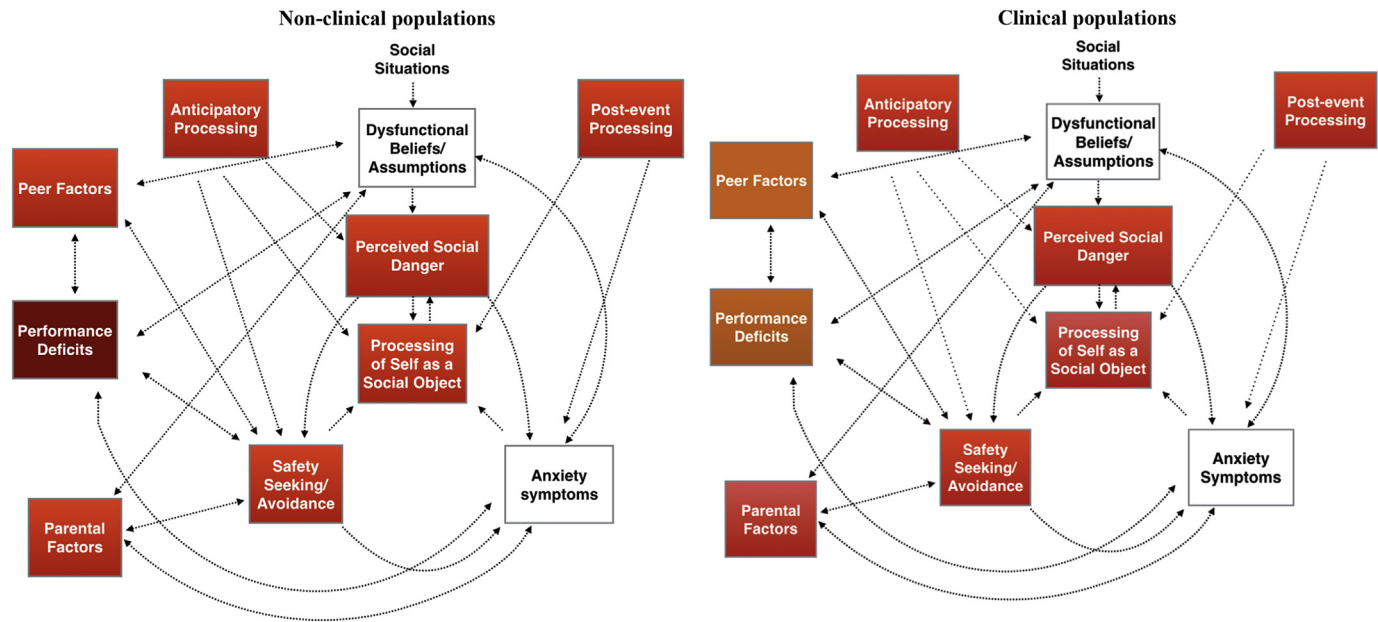 Non-clinical populations
Social
Situations
Anticipatory
Processing
Post-event
Processing
Dysfunctional
Beliefs/
Assumptions
Peer Factors
Perceived Social
Danger
Performance
Deficits
Processing
of Self as a
Social Object
Safety
Seeking/
Avoidance
Anxiety
symptoms
Parental
Factors
Clinical populations
Social
Situations
Anticipatory
Processing
Post-event
Processing
Dysfunctional
Beliefs/
Assumptions
Peer Factors
Perceived Social
Danger
Performance
Deficits
Processing
of Self as a
Social Object
Safety
Seeking/
Avoidance
Anxiety
Symptoms
Parental
Factors